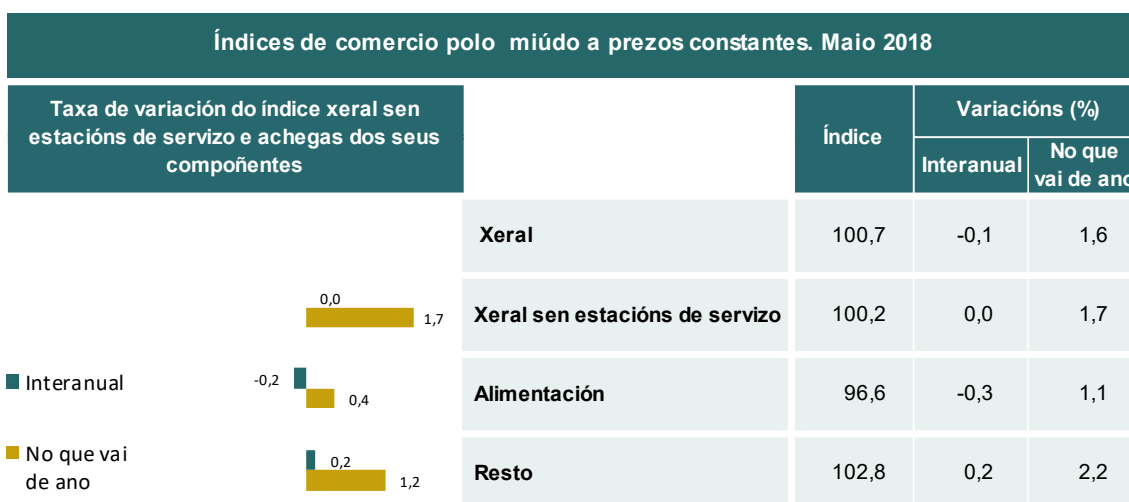 Índices de comercio polo miúdo a prezos constantes. Maio 2018
Taxa de variación do índice xeral sen
estacións de servizo e achegas dos seus
compoñentes
Índice
Variacións (%)
Interanual
No que
vai de ano
Xeral
100,7
-0,1
1,6
0,0
1,7
Xeral sen estacións de servizo
100,2
0,0
1,7
Interanual
-0,2
0,4
Alimentación
96,6
-0,3
1,1
No que vai
de ano
0,2
1,2
Resto
102,8
0,2
2,2